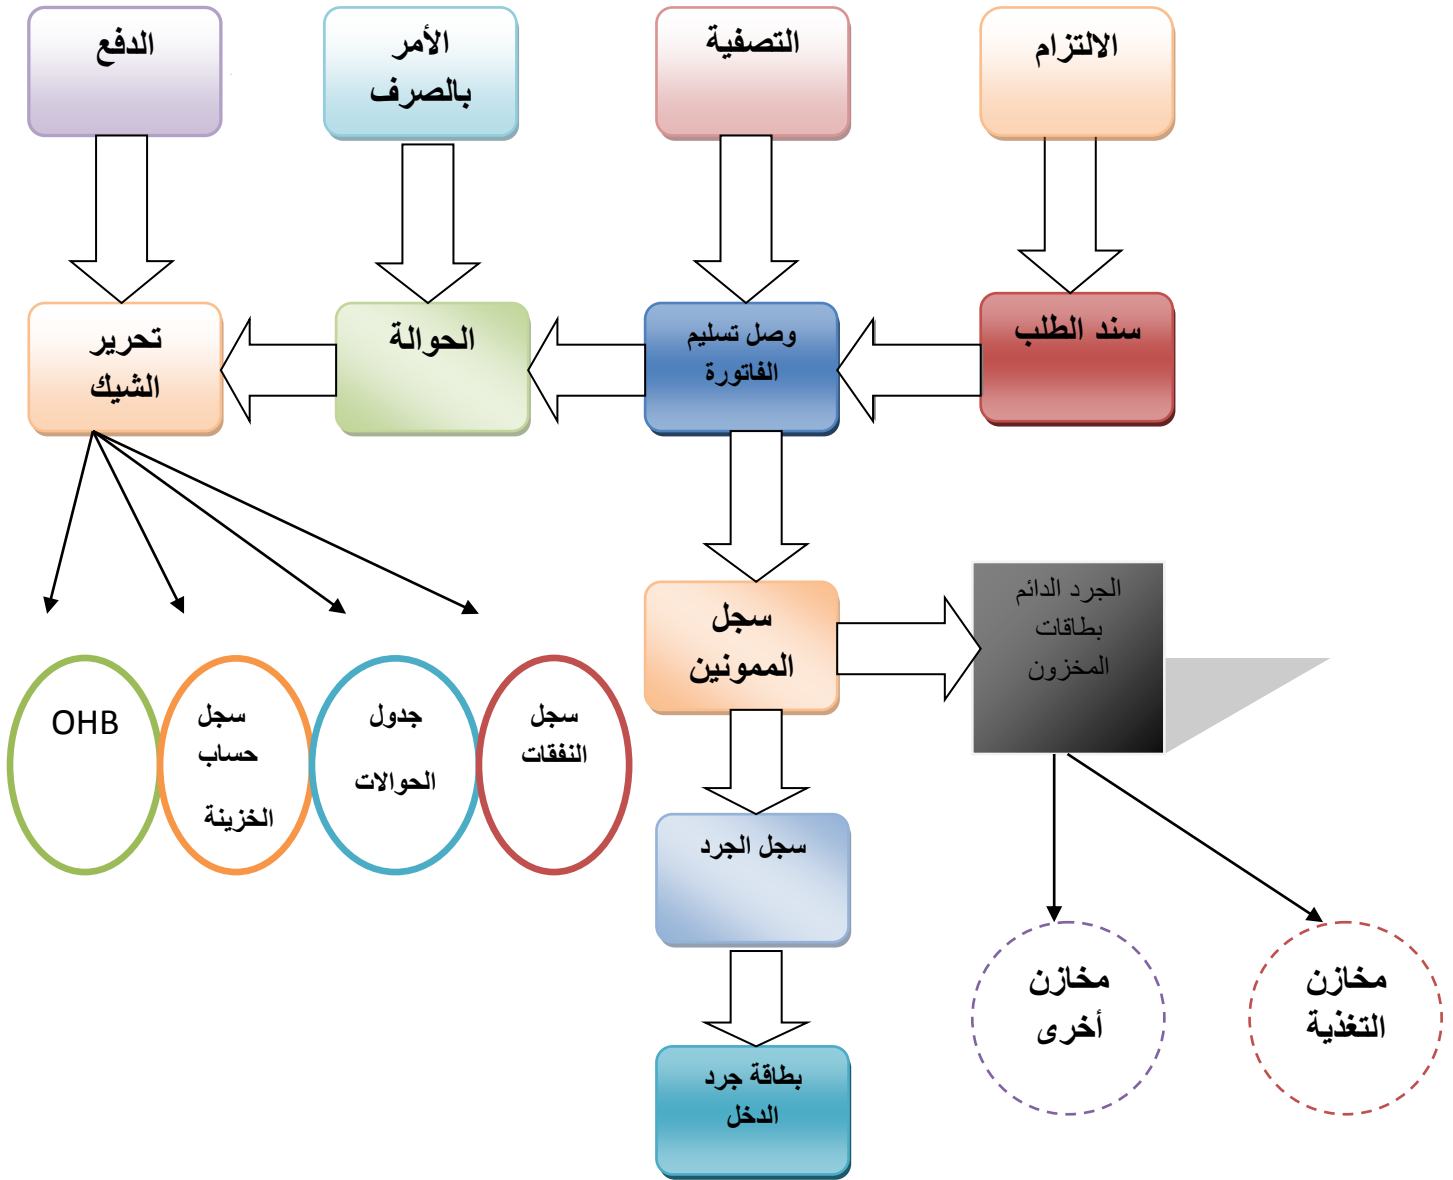 الالتزام
التصفية
الأمر
بالصرف
الدفع
سند الطلب
وصل تسليم
الفاتورة
الحوالة
تحرير
الشيك
سجل
الممونين
الجرد الدائم
بطاقات
المخزون
سجل
النفقات
جدول
الحوالات
سجل
حساب
الخزينة
OHB
سجل الجرد
مخازن
التغذية
مخازن
أخرى
بطاقة جرد
الدخل